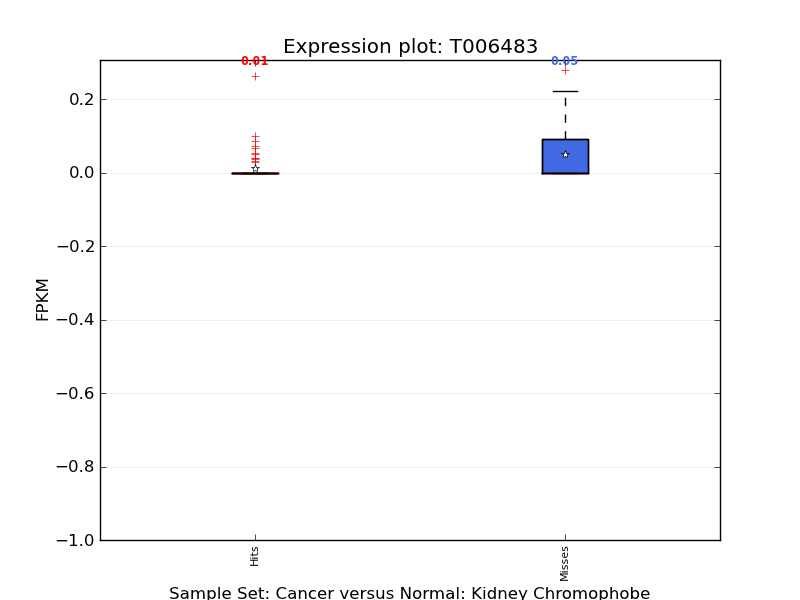 Expression plot: T006483
0.01
0.05
0.2
0.0
−0.2
−0.4
−0.6
−0.8
−1.0
FPKM
Hits
Misses
Sample Set: Cancer versus Normal: Kidney Chromophobe